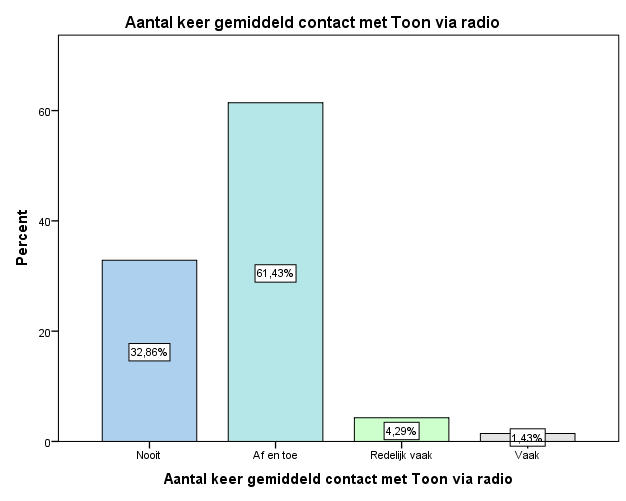 Aantal keer gemiddeld contact met Toon via radio
Percent
60
40
20
0
32,86%
61,43%
4,29%
1,43%
Nooit
Af en toe
Redelijk vaak
Vaak
Aantal keer gemiddeld contact met Toon via radio